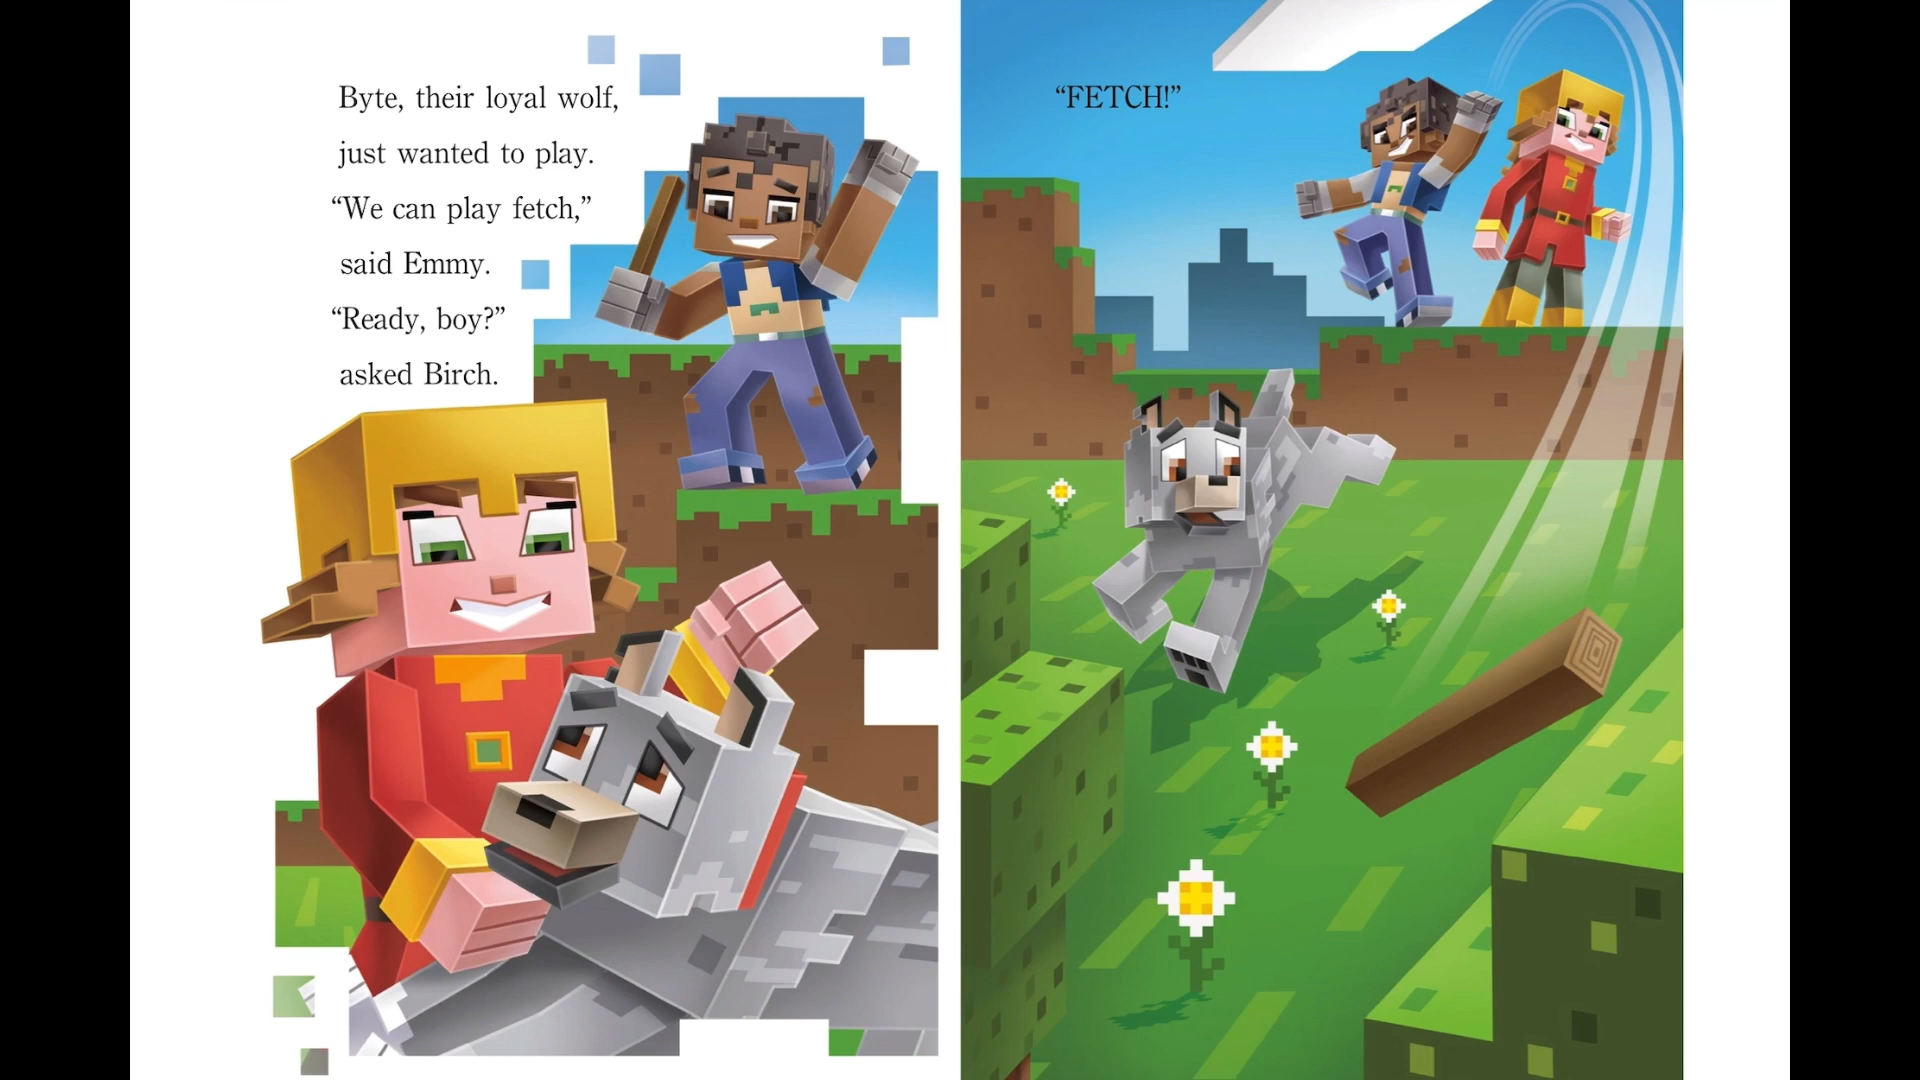 Byte, their loyal wolf,
just wanted to play.
“We can play fetch,”
said Emmy.
“Ready, boy?”
asked Birch.
“FETCH!”